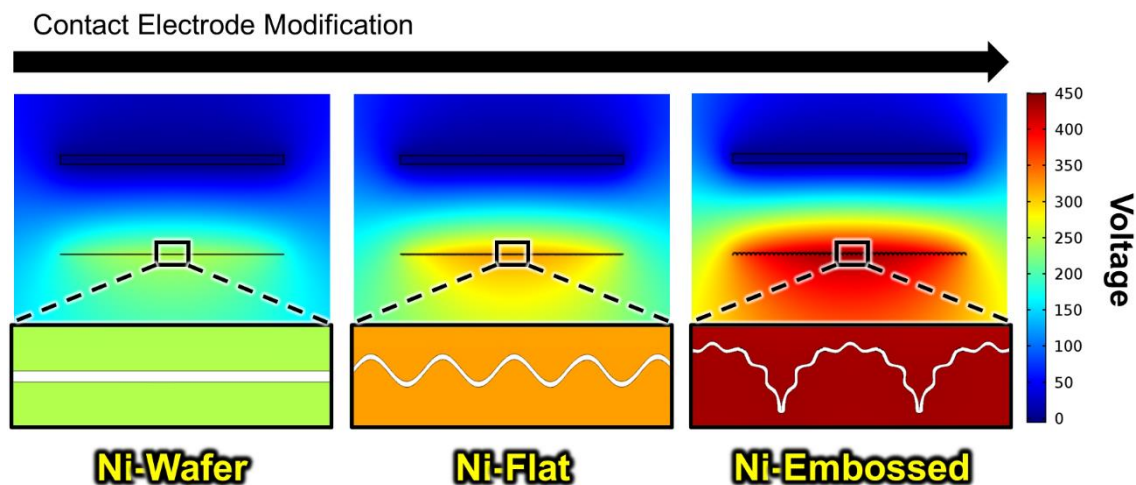 Contact Electrode Modification
450
400
350
300
250
200
150
100
50
0
Voltage
Ni-Wafer
Ni-Flat
Ni-Embossed